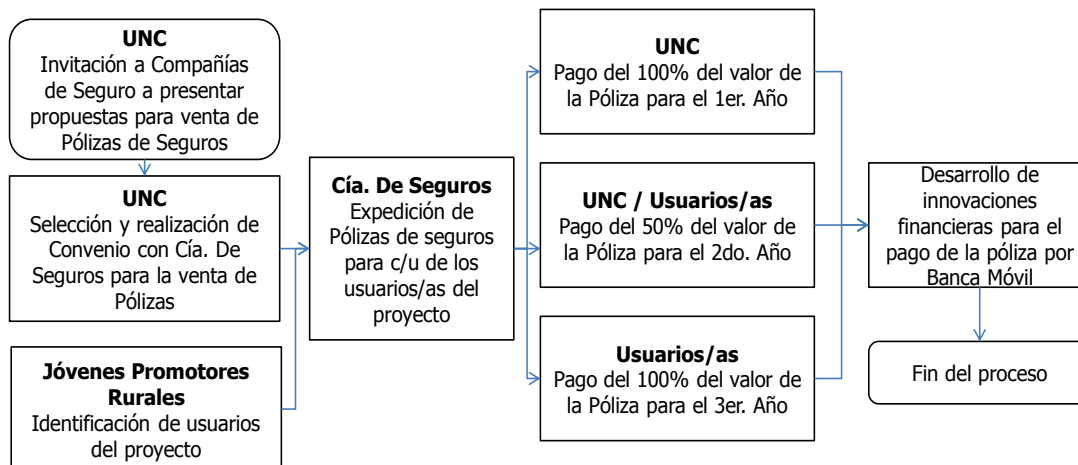 UNC
Invitación a Compañías
de Seguro a presentar
propuestas para venta de
Pólizas de Seguros
UNC
Selección y realización de
Convenio con Cía. De
Seguros para la venta de
Pólizas
Jóvenes Promotores
Rurales
Identificación de usuarios
del proyecto
Cía. De Seguros
Expedición de
Pólizas de seguros
para c/u de los
usuarios/as del
proyecto
UNC
Pago del 100% del valor de
la Póliza para el 1er. Año
UNC / Usuarios/as
Pago del 50% del valor de
la Póliza para el 2do. Año
Usuarios/as
Pago del 100% del valor de
la Póliza para el 3er. Año
Desarrollo de
innovaciones
financieras para el
pago de la póliza por
Banca Móvil
Fin del proceso